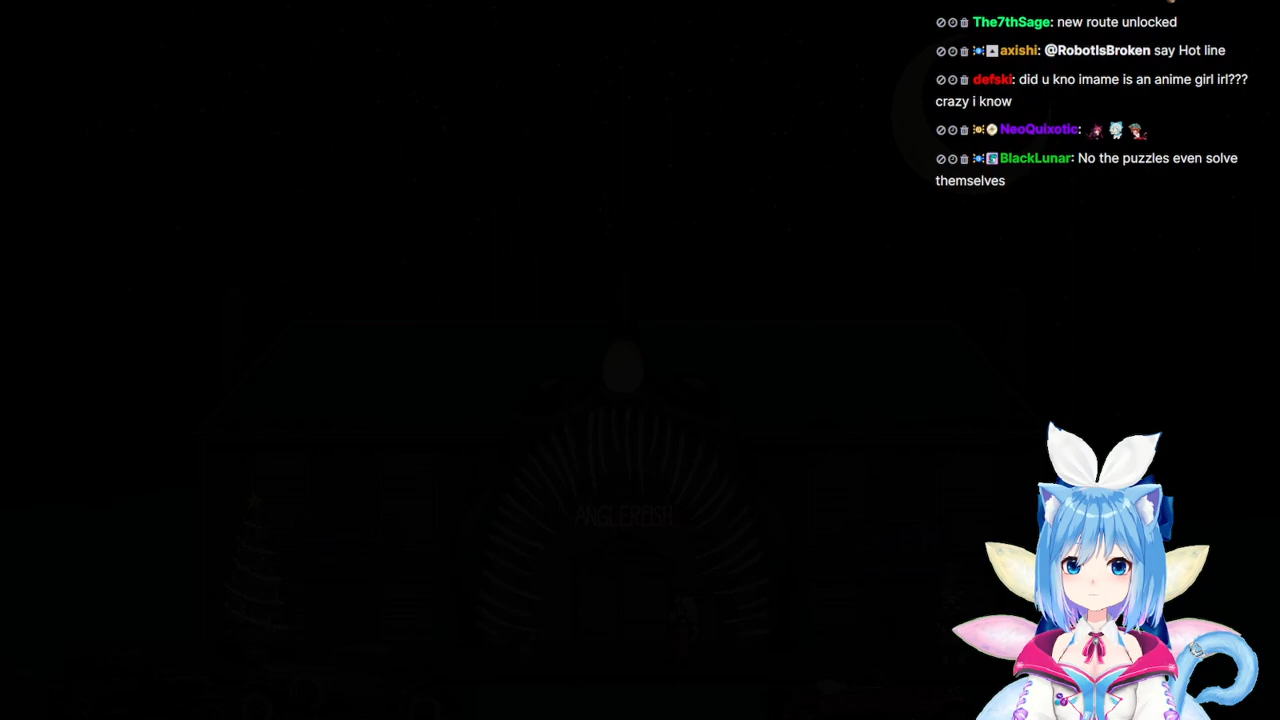 The7thSage: new route unlocked
axishi: @RobotIsBroken say Hot line
defski: did u kno imame is an anime girl irl???
crazy i know
NeoQuixotic:
BlackLunar: No the puzzles even solve
themselves
ANGLERFISH